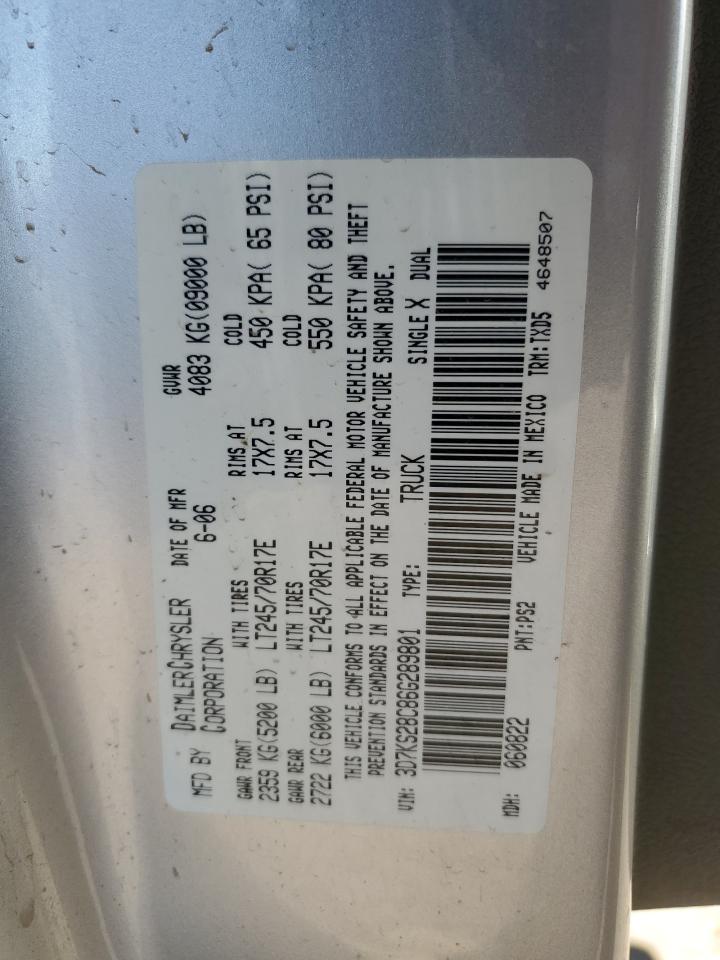 MFD BY DAIMLERCHRYSLER CORPORATION DATE OF MFR 6-06 GVWR 4083 KG(09000 LB)
GAWR FRONT WITH TIRES RIMS AT COLD
2359 KG(5200 LB) LT245/70R17E 17X7.5 450 KPA( 65 PSI)
GAWR REAR WITH TIRES RIMS AT COLD
2722 KG(6000 LB) LT245/70R17E 17X7.5 550 KPA( 80 PSI)
THIS VEHICLE CONFORMS TO ALL APPLICABLE FEDERAL MOTOR VEHICLE SAFETY AND THEFT
PREVENTION STANDARDS IN EFFECT ON THE DATE OF MANUFACTURE SHOWN ABOVE.
VIN: 3D7KS28C86G289801 TYPE: TRUCK SINGLE X DUAL
MDH: 060822 PNT:PS2 VEHICLE MADE IN MEXICO TRM:TXD5 4648507